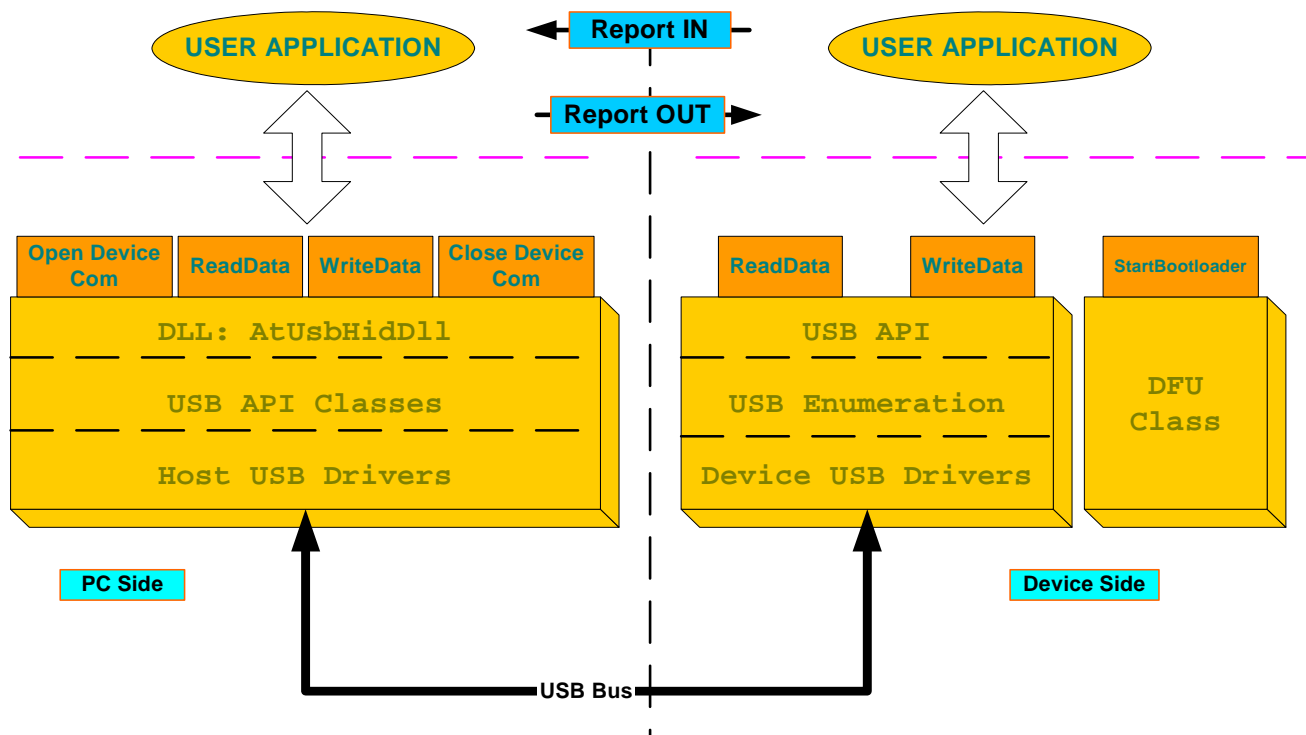 Report IN
USER APPLICATION
USER APPLICATION
Report OUT
Open Device
Com
ReadData
WriteData
Close Device
Com
ReadData
WriteData
StartBootloader
DLL: AtUsbHidDll
USB API Classes
Host USB Drivers
USB API
USB Enumeration
Device USB Drivers
DFU
Class
PC Side
Device Side
USB Bus